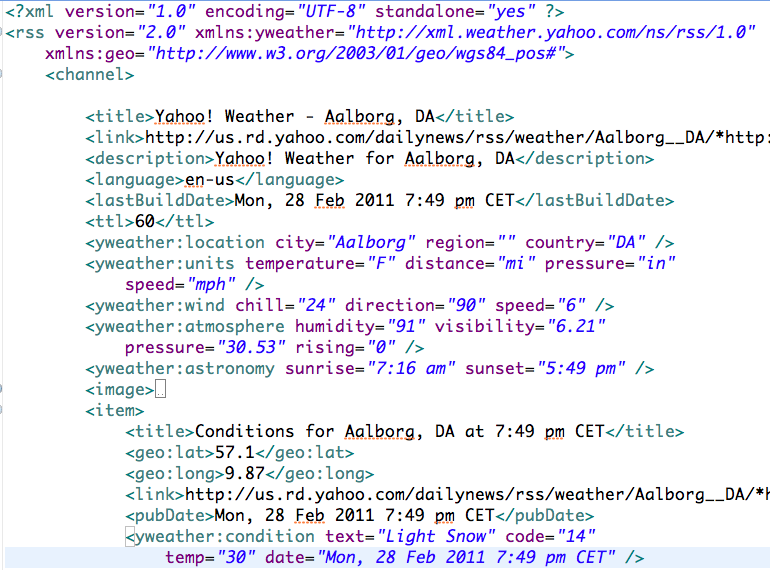 <?xml version="1.0" encoding="UTF-8" standalone="yes" ?>
<rss version="2.0" xmlns:yweather="http://xml.weather.yahoo.com/ns/rss/1.0"
xmlns:geo="http://www.w3.org/2003/01/geo/wgs84_pos#">
<channel>
<title>Yahoo! Weather - Aalborg, DA</title>
<link>http://us.rd.yahoo.com/dailynews/rss/weather/Aalborg__DA/*http:
<description>Yahoo! Weather for Aalborg, DA</description>
<language>en-us</language>
<lastBuildDate>Mon, 28 Feb 2011 7:49 pm CET</lastBuildDate>
<ttl>60</ttl>
<yweather:location city="Aalborg" region="" country="DA" />
<yweather:units temperature="F" distance="mi" pressure="in"
speed="mph" />
<yweather:wind chill="24" direction="90" speed="6" />
<yweather:atmosphere humidity="91" visibility="6.21"
pressure="30.53" rising="0" />
<yweather:astronomy sunrise="7:16 am" sunset="5:49 pm" />
<image>
<item>
<title>Conditions for Aalborg, DA at 7:49 pm CET</title>
<geo:lat>57.1</geo:lat>
<geo:long>9.87</geo:long>
<link>http://us.rd.yahoo.com/dailynews/rss/weather/Aalborg__DA/*h
<pubDate>Mon, 28 Feb 2011 7:49 pm CET</pubDate>
<yweather:condition text="Light Snow" code="14"
temp="30" date="Mon, 28 Feb 2011 7:49 pm CET" />